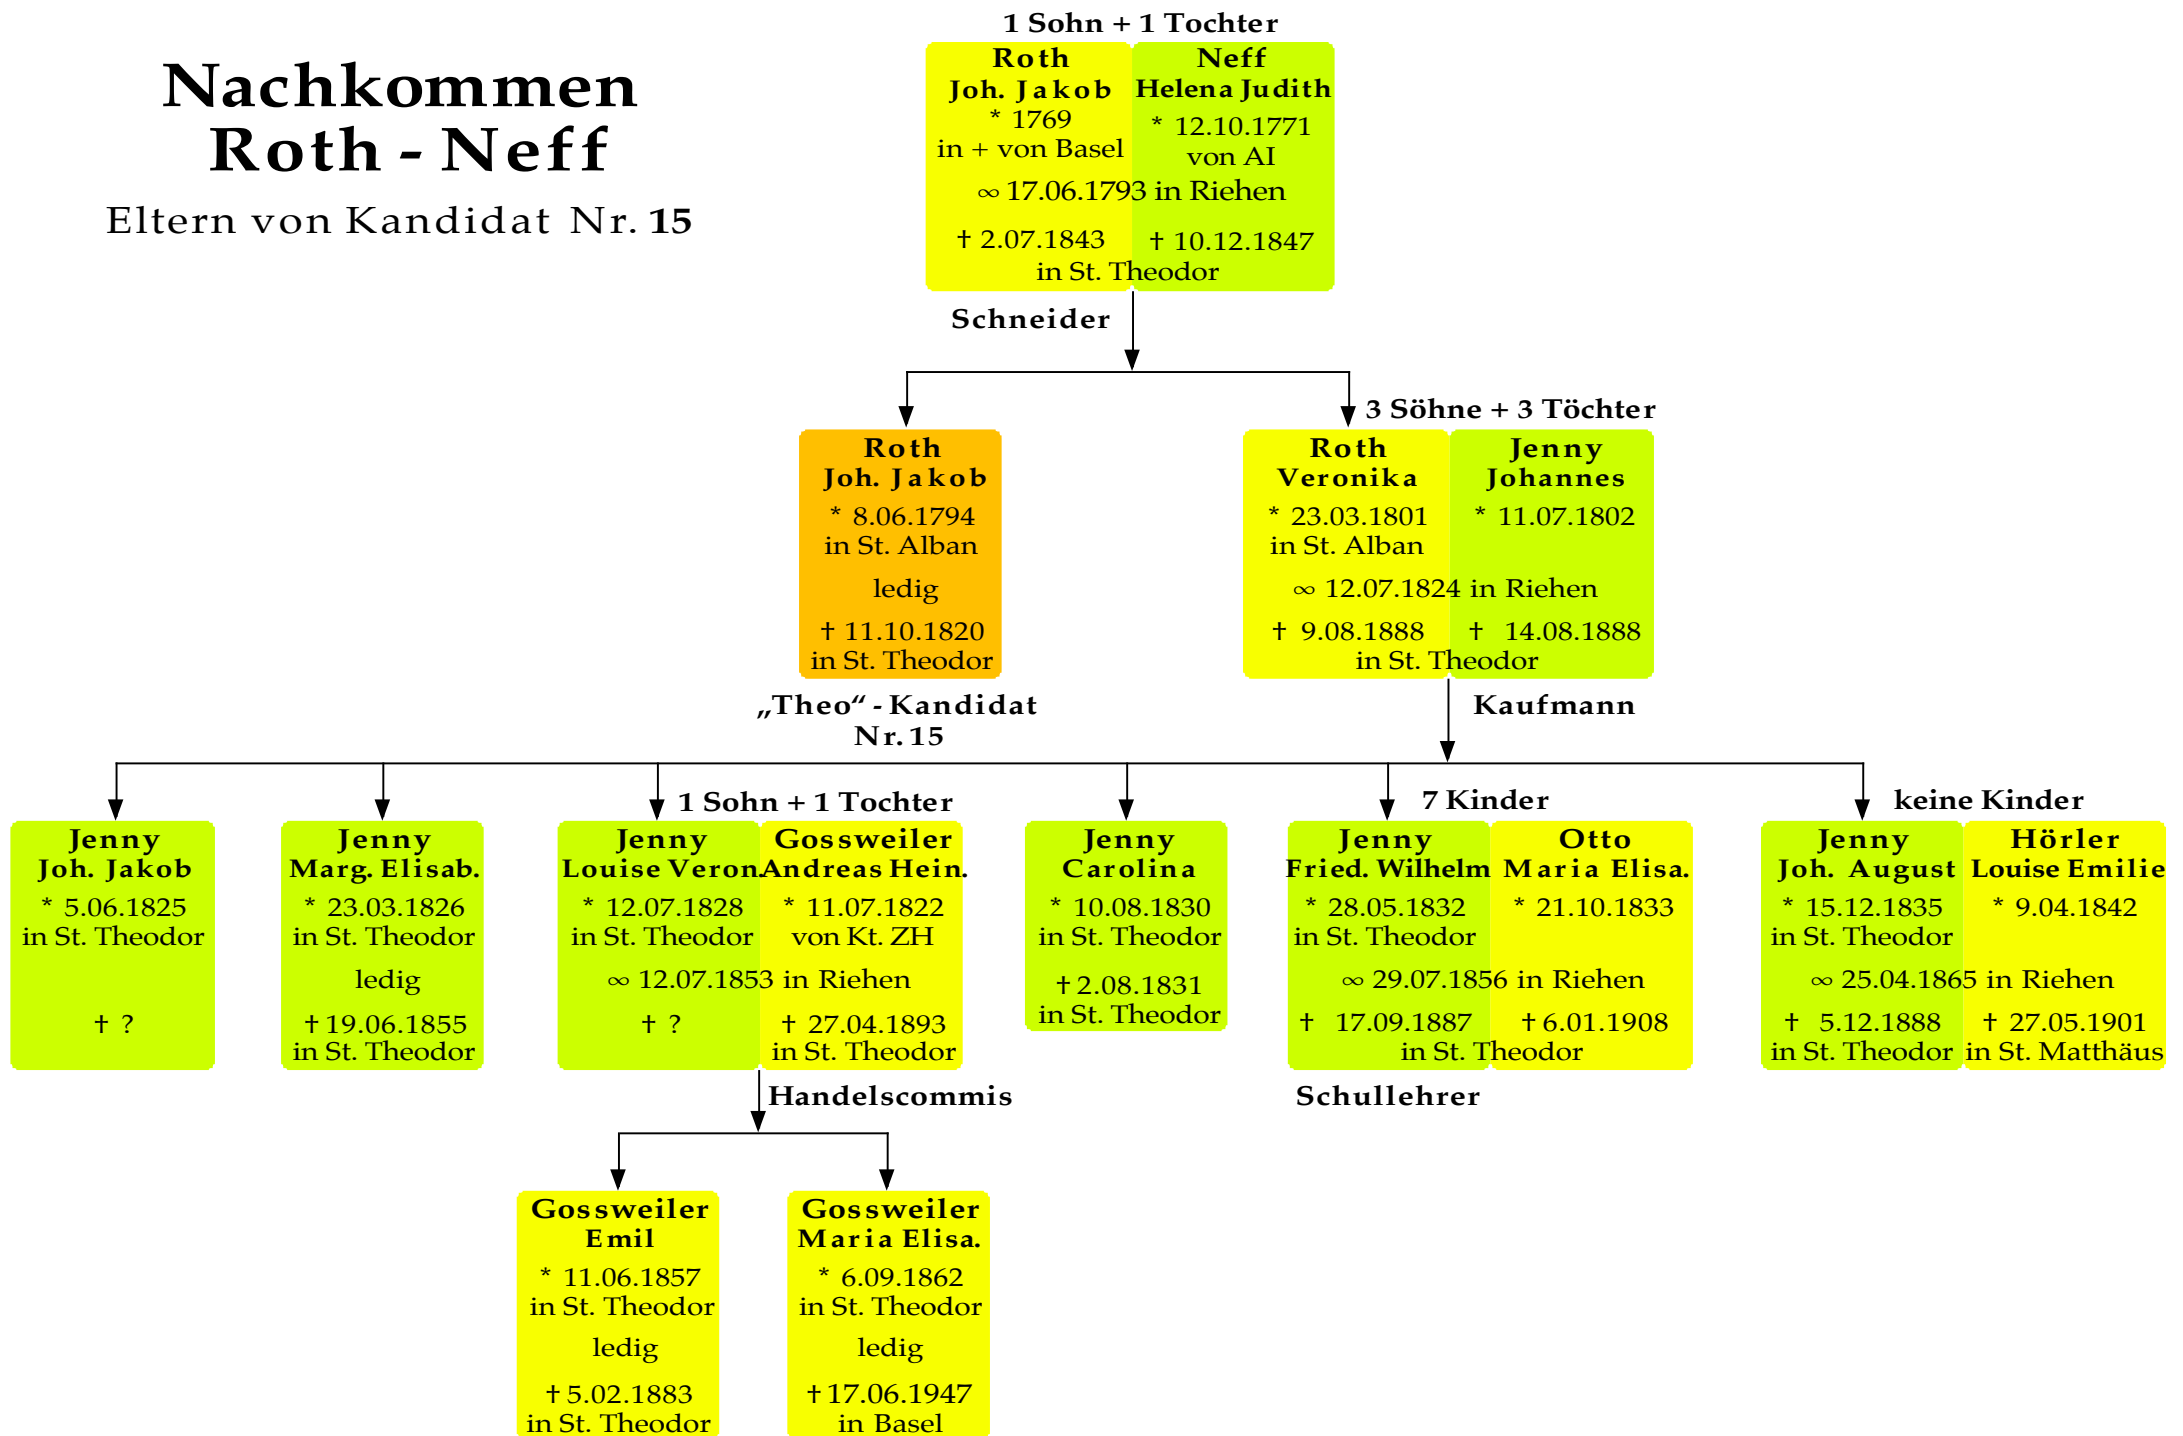 Nachkommen
Roth - Neff
Eltern von Kandidat Nr. 15
1 Sohn + 1 Tochter
Roth
Joh. Jakob
* 1769
in + von Basel
Neff
Helena Judith
* 12.10.1771
von AI
∞ 17.06.1793 in Riehen
† 2.07.1843
† 10.12.1847
in St. Theodor
Schneider
Roth
Joh. Jakob
* 8.06.1794
in St. Alban
ledig
† 11.10.1820
in St. Theodor
„Theo“ - Kandidat
Nr. 15
3 Söhne + 3 Töchter
Roth
Veronika
* 23.03.1801
in St. Alban
Jenny
Johannes
* 11.07.1802
∞ 12.07.1824 in Riehen
† 9.08.1888
† 14.08.1888
in St. Theodor
Kaufmann
Jenny
Joh. Jakob
* 5.06.1825
in St. Theodor
† ?
Jenny
Marg. Elisab.
* 23.03.1826
in St. Theodor
ledig
† 19.06.1855
in St. Theodor
1 Sohn + 1 Tochter
Jenny
Louise Veron.
* 12.07.1828
in St. Theodor
Gossweiler
Andreas Hein.
* 11.07.1822
von Kt. ZH
∞ 12.07.1853 in Riehen
† ?
† 27.04.1893
in St. Theodor
Handelscommis
Jenny
Carolina
* 10.08.1830
in St. Theodor
† 2.08.1831
in St. Theodor
7 Kinder
Jenny
Fried. Wilhelm
* 28.05.1832
in St. Theodor
Otto
Maria Elisa.
* 21.10.1833
∞ 29.07.1856 in Riehen
† 17.09.1887
† 6.01.1908
in St. Theodor
Schullehrer
keine Kinder
Jenny
Joh. August
* 15.12.1835
in St. Theodor
Hörler
Louise Emilie
* 9.04.1842
∞ 25.04.1865 in Riehen
† 5.12.1888
in St. Theodor
† 27.05.1901
in St. Matthäus
Gossweiler
Emil
* 11.06.1857
in St. Theodor
ledig
† 5.02.1883
in St. Theodor
Gossweiler
Maria Elisa.
* 6.09.1862
in St. Theodor
ledig
† 17.06.1947
in Basel